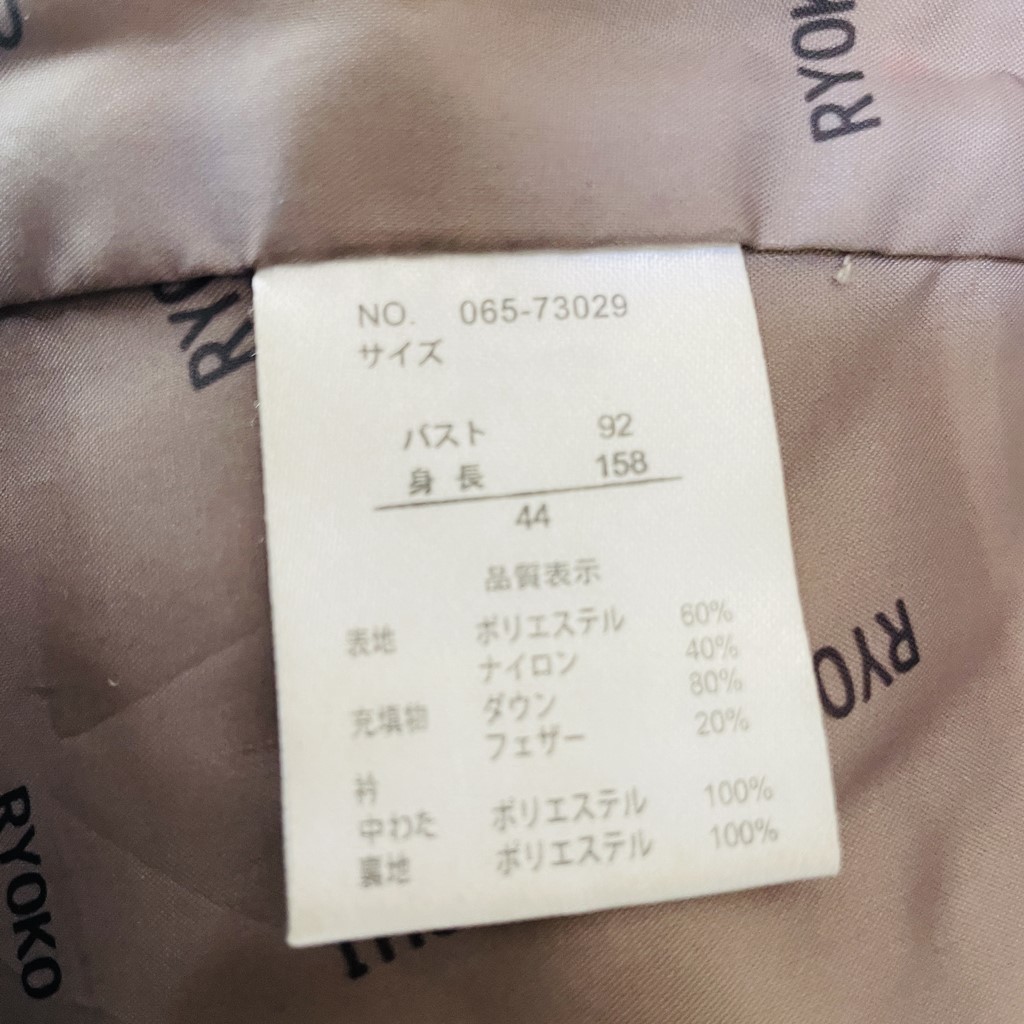 RYOK
RYO
NO. 065-73029
サイズ
バスト 92
身長 158
44
品質表示
表地 ポリエステル 60%
ナイロン 40%
充填物 ダウン 80%
フェザー 20%
衿
中わた ポリエステル 100%
裏地 ポリエステル 100%
RYO
RYOKO